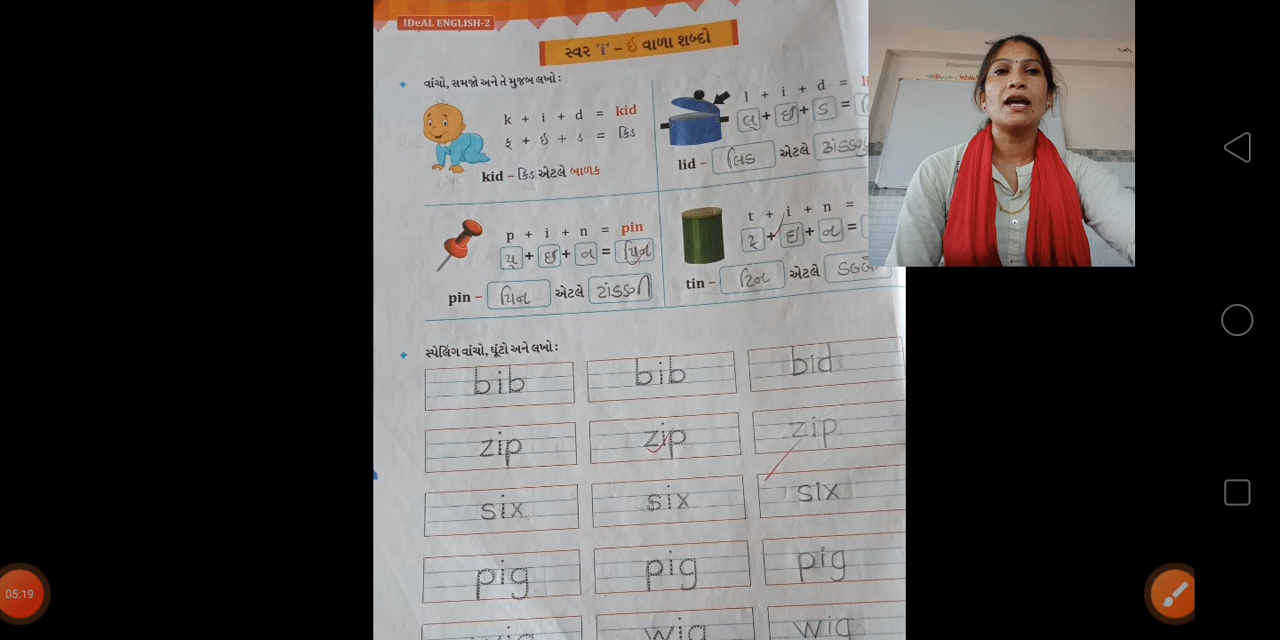 IDeAL ENGLISH-2
સ્વર 'i' – ઇ વાળા શબ્દો
વાંચો, સમજો અને તે મુજબ લખો :
k + i + d = kid
ક્ + ઇ + ડ = કિડ
kid – કિડ એટલે બાળક
l + i + d =
લ્ + ઇ + ડ =
lid – લિડ એટલે
p + i + n = pin
પ્ + ઇ + ન = પિન
pin – પિન એટલે ટાંકણી
t + i + n =
ટ્ + ઇ + ન =
tin – ટિન એટલે
સ્પેલિંગ વાંચો, ઘૂંટો અને લખો :
bib bib bid
zip zip zip
six six six
pig pig pig
wig wig
05:19